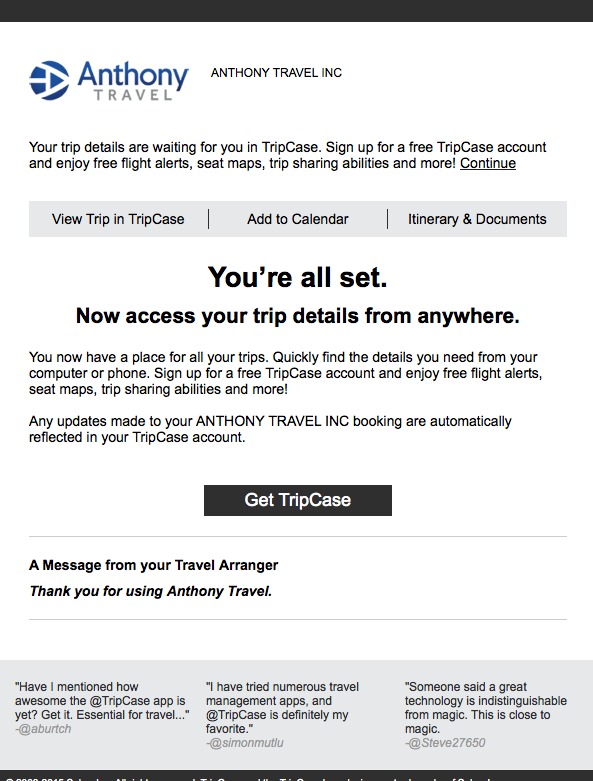 Anthony
TRAVEL
ANTHONY TRAVEL INC
Your trip details are waiting for you in TripCase. Sign up for a free TripCase account
and enjoy free flight alerts, seat maps, trip sharing abilities and more! Continue
View Trip in TripCase
Add to Calendar
Itinerary & Documents
You're all set.
Now access your trip details from anywhere.
You now have a place for all your trips. Quickly find the details you need from your
computer or phone. Sign up for a free TripCase account and enjoy free flight alerts,
seat maps, trip sharing abilities and more!
Any updates made to your ANTHONY TRAVEL INC booking are automatically
reflected in your TripCase account.
Get TripCase
A Message from your Travel Arranger
Thank you for using Anthony Travel.
"Have I mentioned how
awesome the @TripCase app is
yet? Get it. Essential for travel..."
-@aburtch
"I have tried numerous travel
management apps, and
@TripCase is definitely my
favorite."
-@simonmutlu
"Someone said a great
technology is indistinguishable
from magic. This is close to
magic.
-@Steve27650